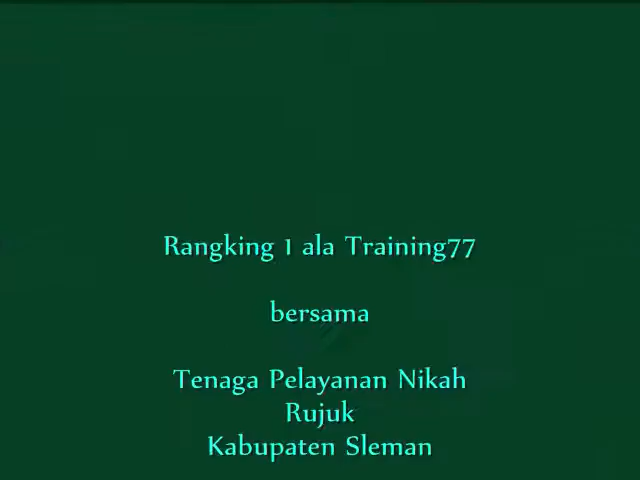 Rangking 1 ala Training77
bersama
Tenaga Pelayanan Nikah
Rujuk
Kabupaten Sleman